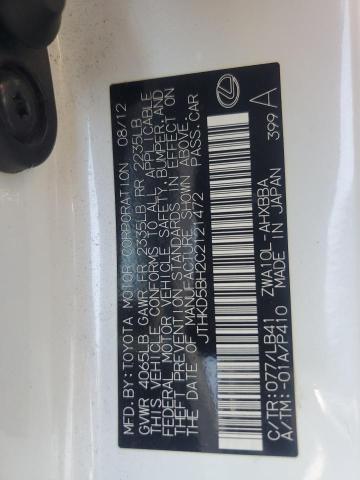 MFD.BY:TOYOTA MOTOR CORPORATION 08/12
GVWR 4065LB GAWR FR 2335LB RR 2235LB
THIS VEHICLE CONFORMS TO ALL APPLICABLE
FEDERAL MOTOR VEHICLE SAFETY, BUMPER, AND
THEFT PREVENTION STANDARDS IN EFFECT ON
THE DATE OF MANUFACTURE SHOWN ABOVE.
JTHKD5BH2C2121472 PASS.CAR
C/TR:077/LB41 ZWA10L-AHXBBA
A/TM:-01A/P410 MADE IN JAPAN 399 A